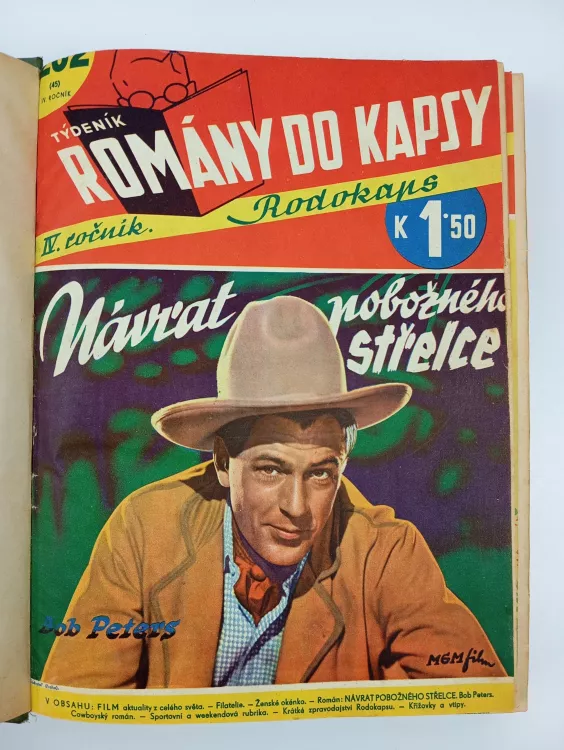 202
(45)
IV ROČNÍK
TÝDENÍK
ROMÁNY DO KAPSY
IV. ročník.
Rodokaps
K 1·50
Návrat pobožného
střelce
Bob Peters
MGM film
V OBSAHU: FILM aktuality z celého světa. – Filatelie. – Ženské okénko. – Román: NÁVRAT POBOŽNÉHO STŘELCE. Bob Peters.
Cowboyský román. – Sportovní a weekendová rubrika. – Krátké zpravodajství Rodokapsu. – Křížovky a vtipy.